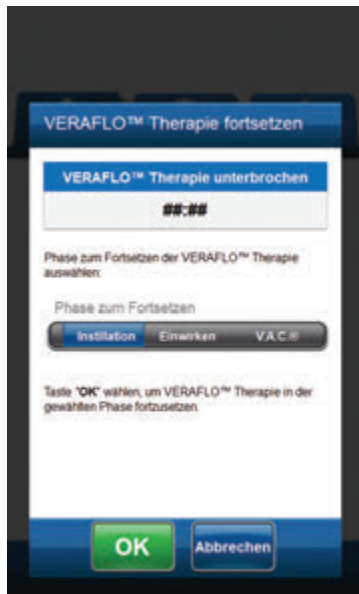 VERAFLO™ Therapie fortsetzen
VERAFLO™ Therapie unterbrochen
##:##
Phase zum Fortsetzen der VERAFLO™ Therapie
auswählen:
Phase zum Fortsetzen
Instillation Einwirken V.A.C.®
Taste "OK" wählen, um VERAFLO™ Therapie in der
gewählten Phase fortzusetzen.
OK Abbrechen